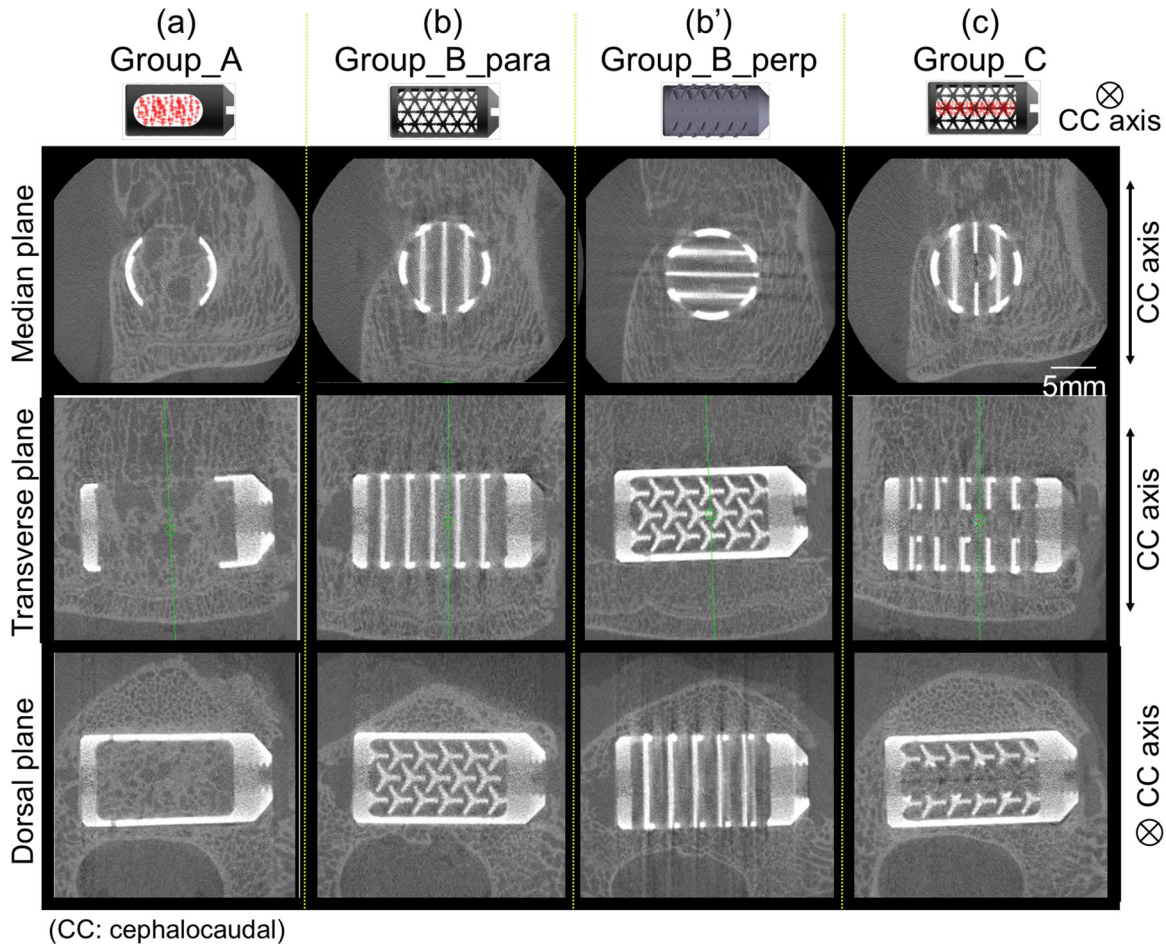 (a) (b) (b’) (c)
Group_A Group_B_para Group_B_perp Group_C
CC axis
Median plane
CC axis
5mm
Transverse plane
CC axis
Dorsal plane
CC axis
(CC: cephalocaudal)